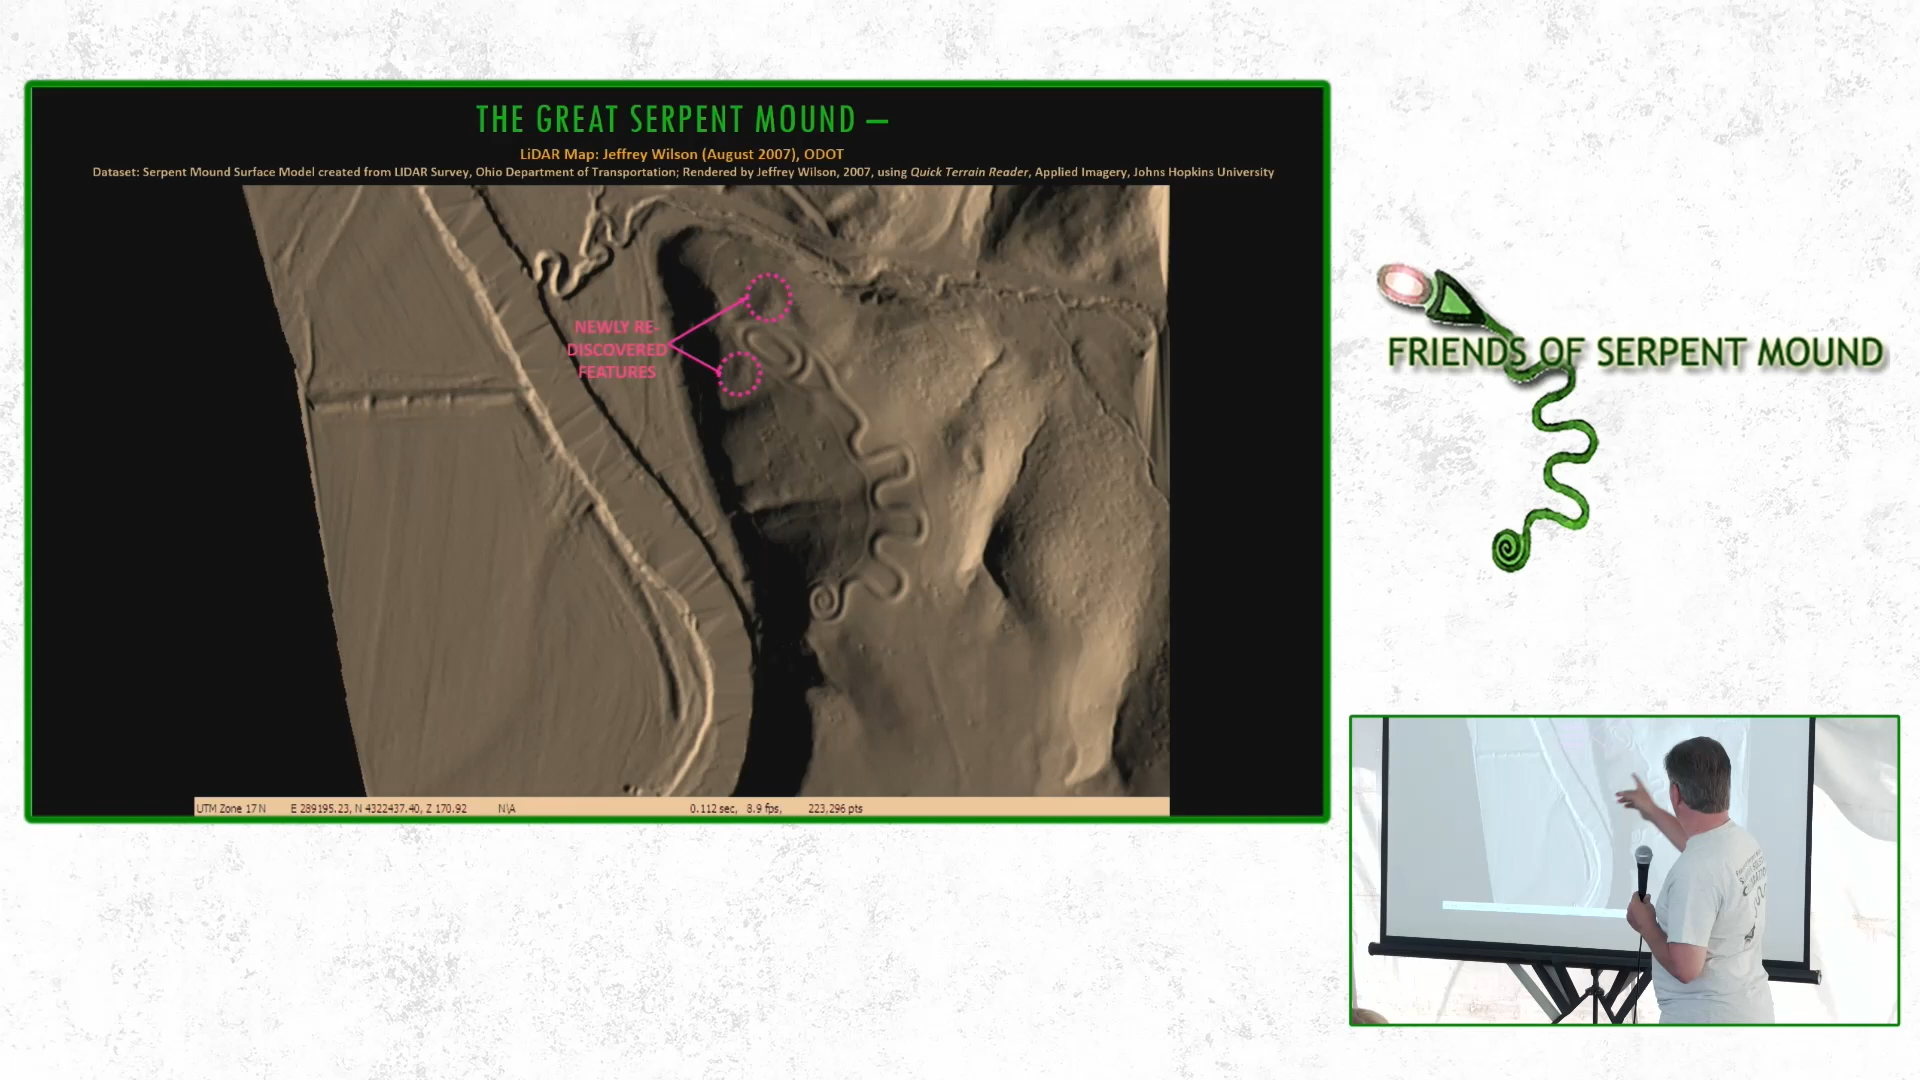 THE GREAT SERPENT MOUND –
LiDAR Map: Jeffrey Wilson (August 2007), ODOT
Dataset: Serpent Mound Surface Model created from LIDAR Survey, Ohio Department of Transportation; Rendered by Jeffrey Wilson, 2007, using Quick Terrain Reader, Applied Imagery, Johns Hopkins University
NEWLY RE-
DISCOVERED
FEATURES
UTM Zone 17 N E 289195.23, N 4322437.40, Z 170.92 N\A 0.112 sec, 8.9 fps, 223,296 pts
FRIENDS OF SERPENT MOUND